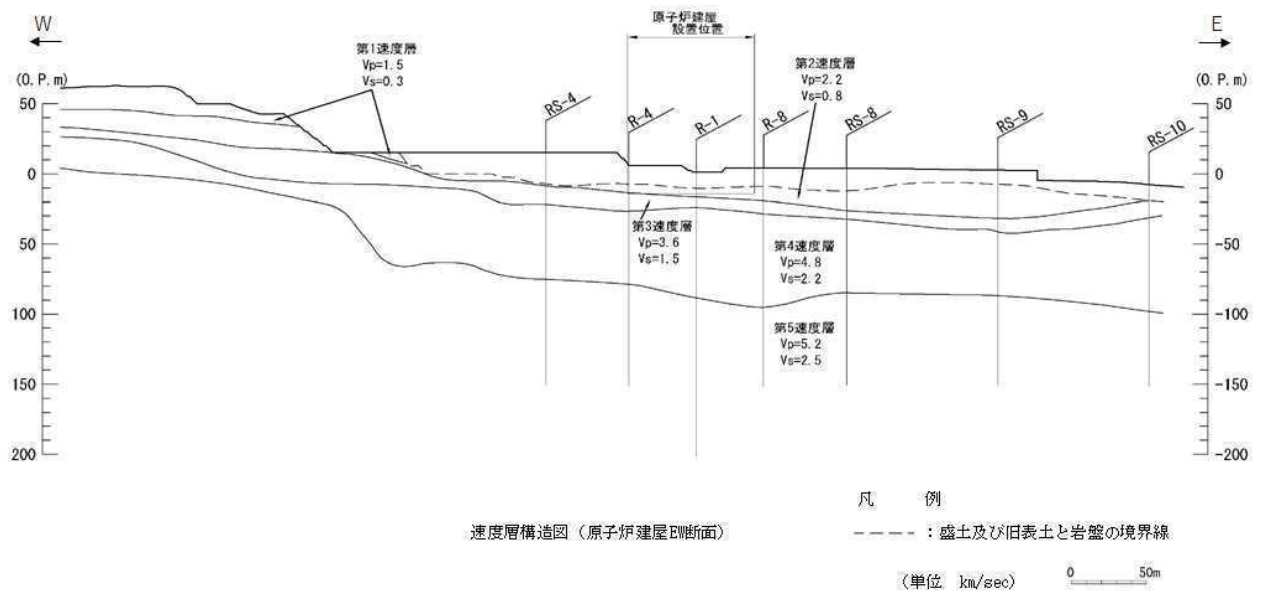 W
E
原子炉建屋
設置位置
第1速度層
Vp=1.5
Vs=0.3
第2速度層
Vp=2.2
Vs=0.8
(O.P.m)
(O.P.m)
RS-4
R-4
R-1
R-8
RS-8
RS-9
RS-10
50
0
50
100
150
200
50
0
-50
-100
-150
-200
第3速度層
Vp=3.6
Vs=1.5
第4速度層
Vp=4.8
Vs=2.2
第5速度層
Vp=5.2
Vs=2.5
凡 例
速度層構造図（原子炉建屋EW断面）
：盛土及び旧表土と岩盤の境界線
（単位 km/sec）
0 50m